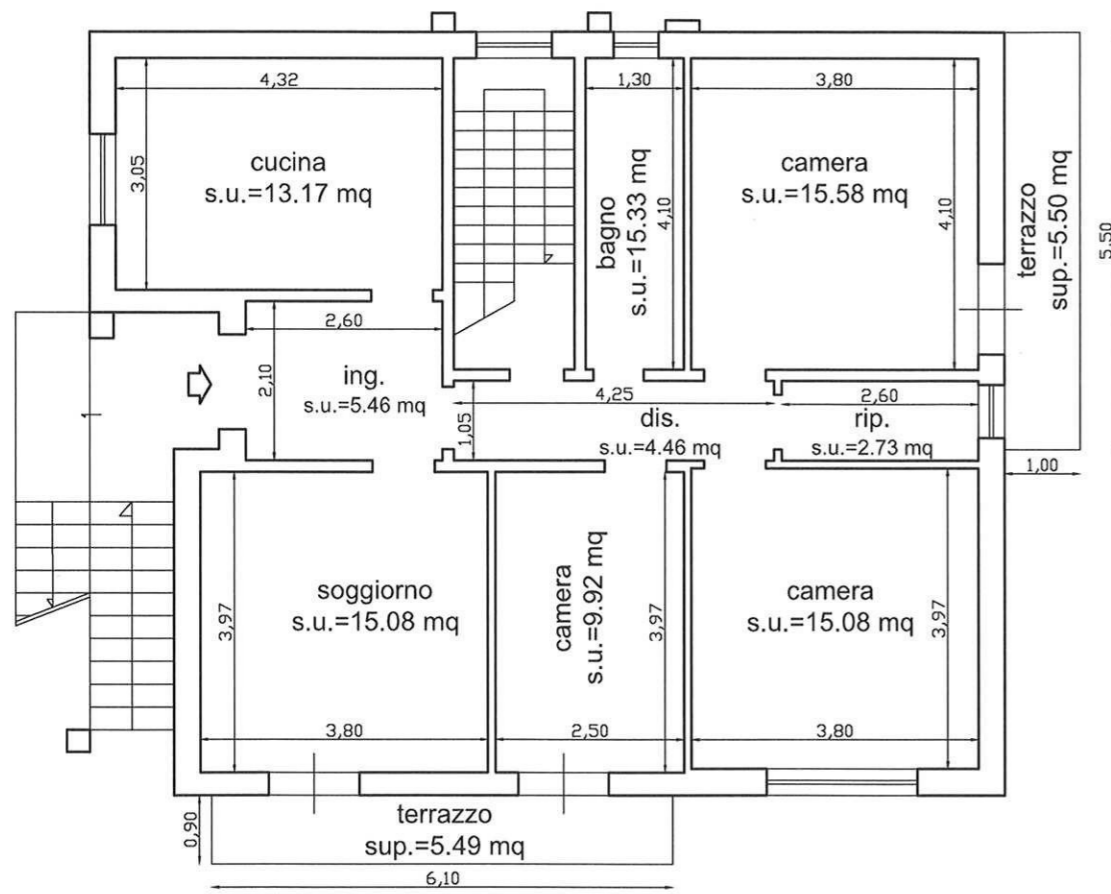 4,32
3,05
cucina
s.u.=13.17 mq
1,30
bagno
s.u.=15.33 mq
4,10
3,80
camera
s.u.=15.58 mq
4,10
terrazzo
sup.=5.50 mq
5,50
2,60
2,10
ing.
s.u.=5.46 mq
1,05
4,25
dis.
s.u.=4.46 mq
2,60
rip.
s.u.=2.73 mq
1,00
soggiorno
s.u.=15.08 mq
3,97
3,80
camera
s.u.=9.92 mq
3,97
2,50
camera
s.u.=15.08 mq
3,97
3,80
terrazzo
sup.=5.49 mq
0,90
6,10